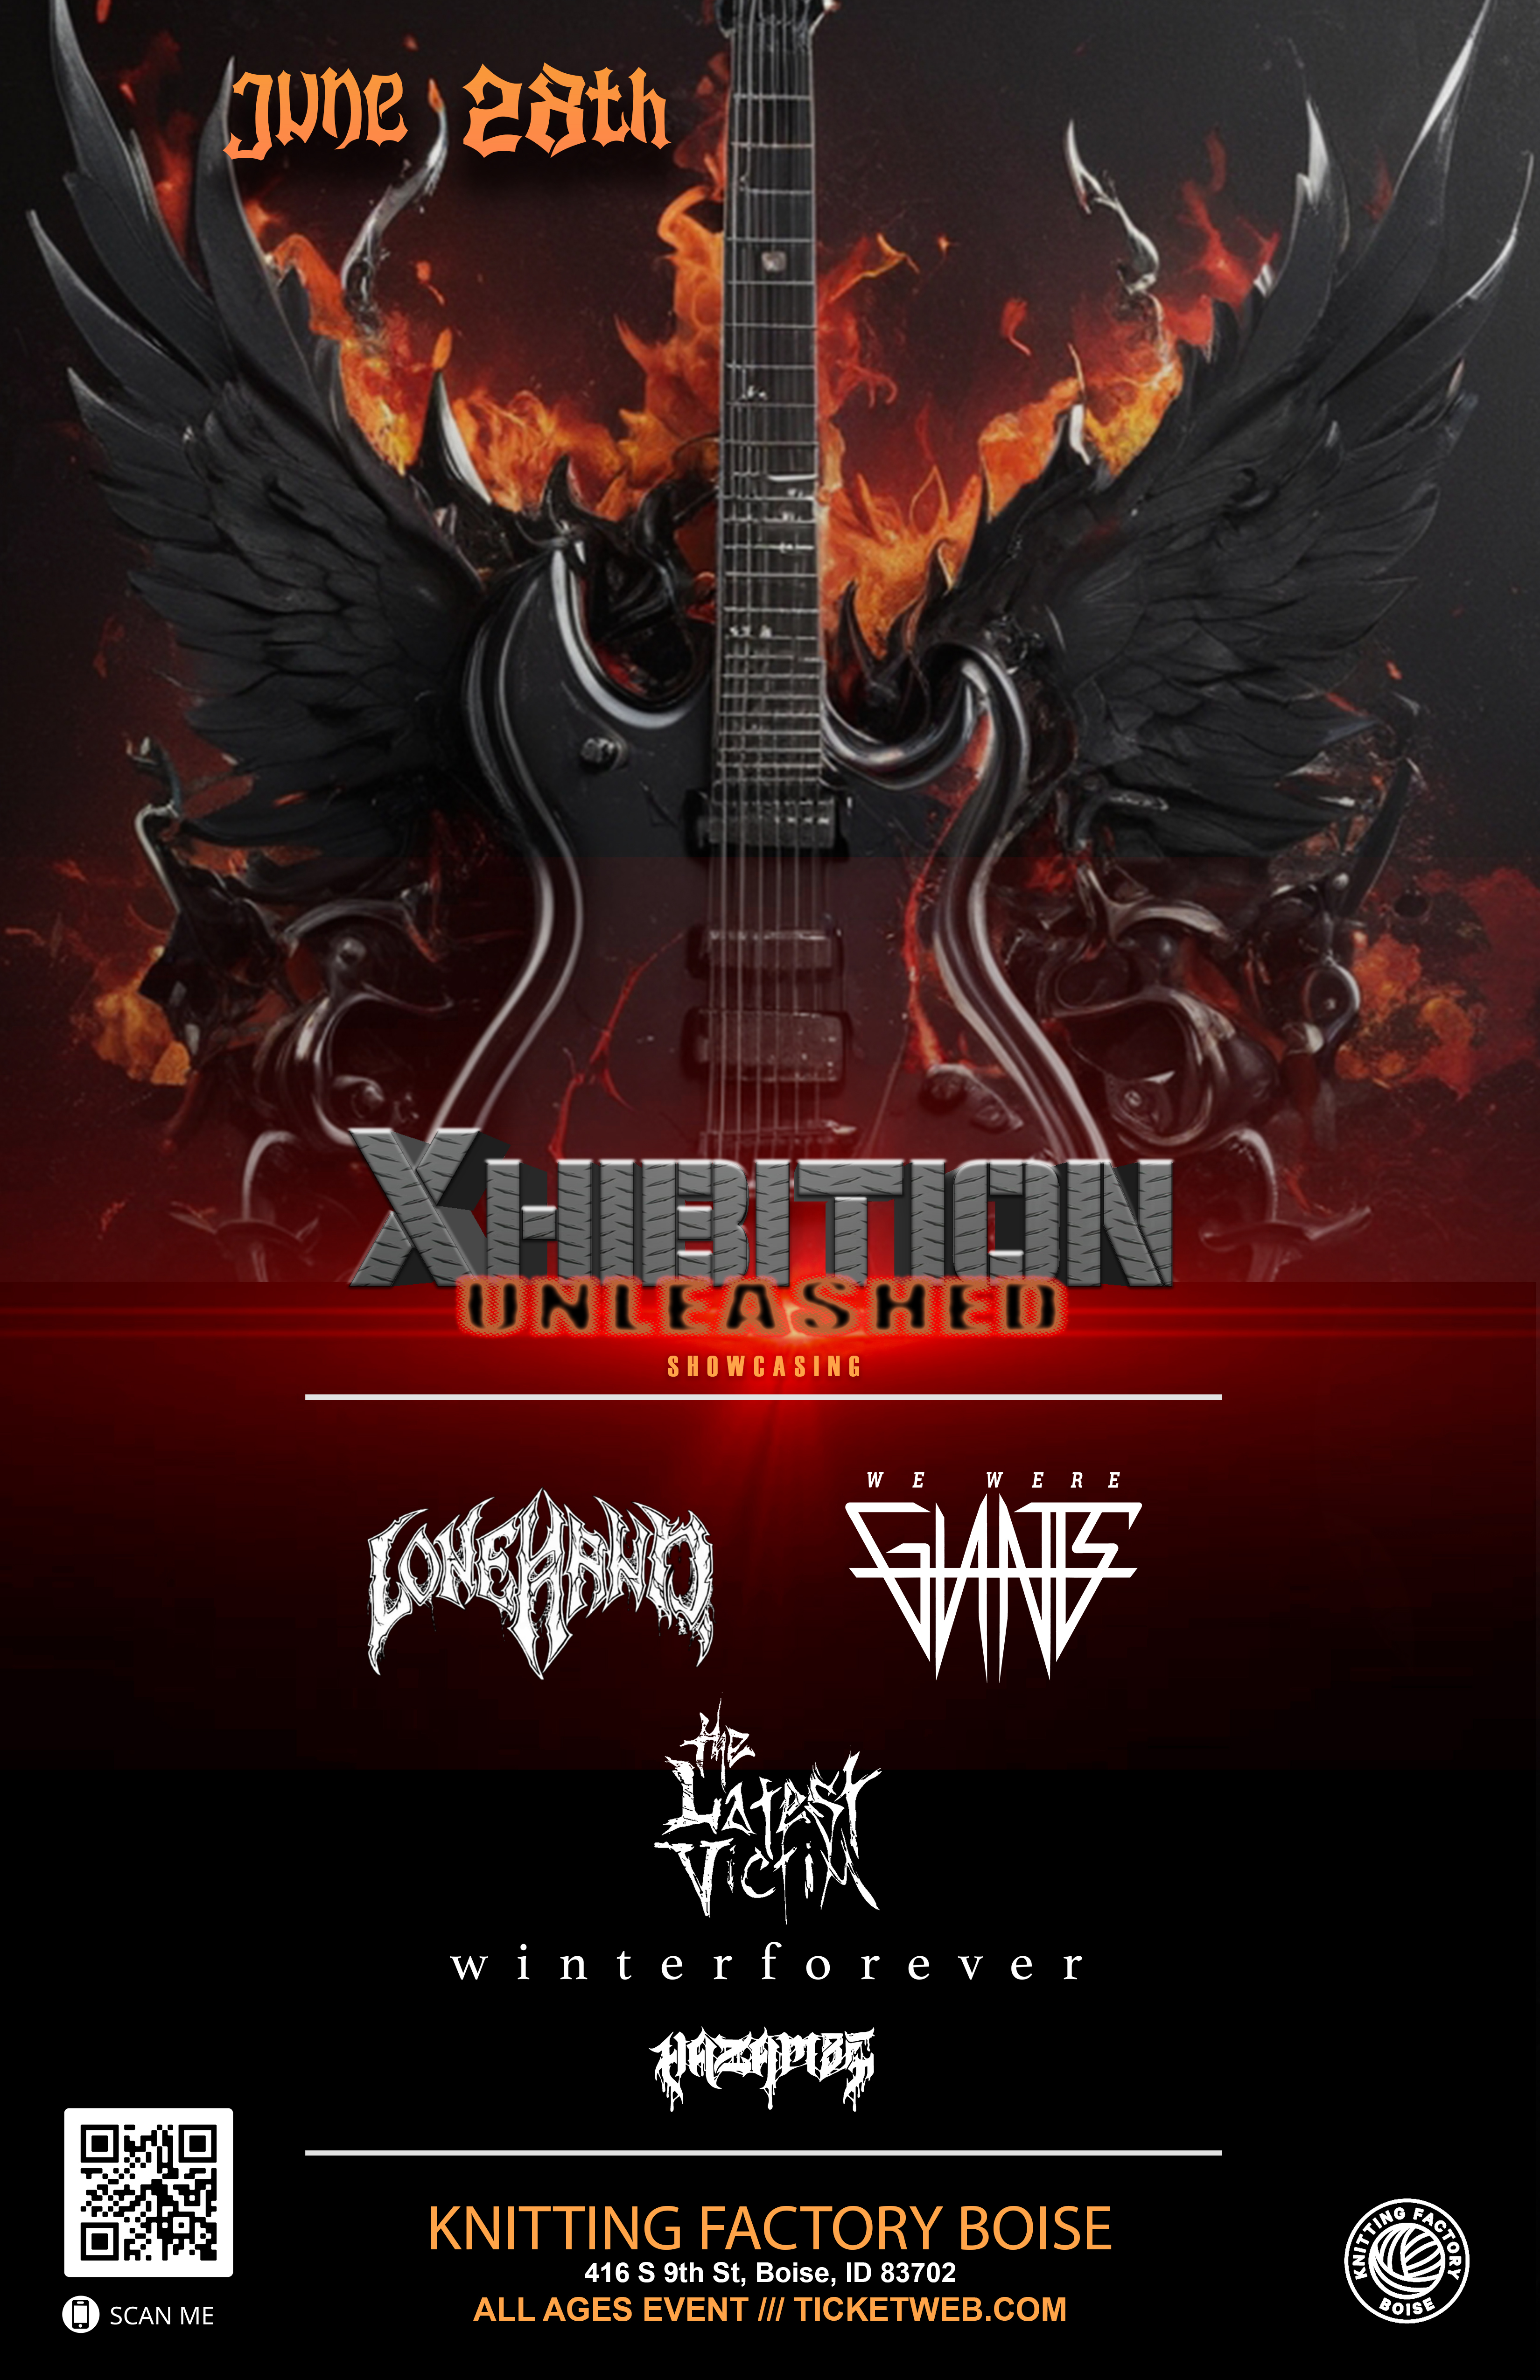 June 28th
XHIBITION
UNLEASHED
SHOWCASING
WE WERE
GIANTS
LONEHAND
the
Latest
Victim
winterforever
HAZAMBE
KNITTING FACTORY BOISE
416 S 9th St, Boise, ID 83702
ALL AGES EVENT /// TICKETWEB.COM
SCAN ME
KNITTING FACTORY
BOISE